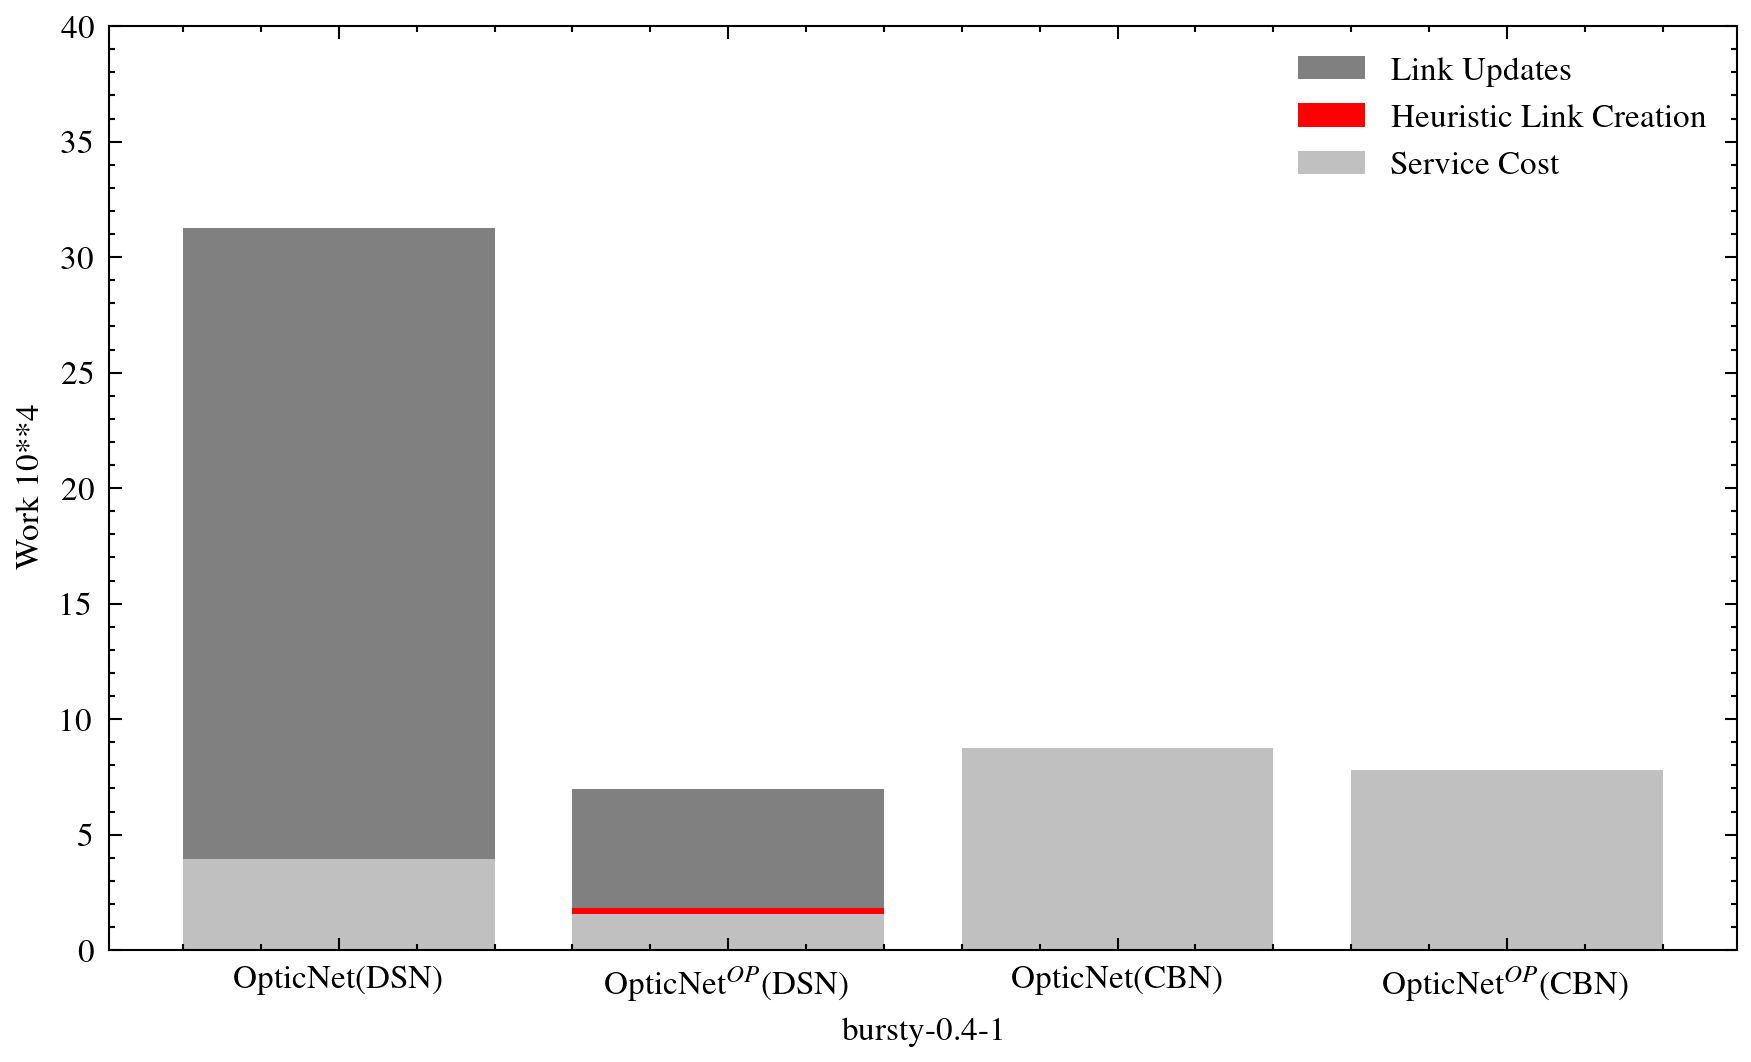 40
35
30
25
20
15
10
5
0
Work 10**4
Link Updates
Heuristic Link Creation
Service Cost
OpticNet(DSN)
OpticNet^OP(DSN)
OpticNet(CBN)
OpticNet^OP(CBN)
bursty-0.4-1